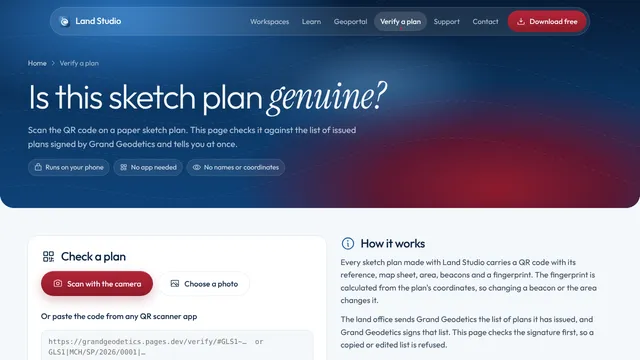 Land Studio
Workspaces
Learn
Geoportal
Verify a plan
Support
Contact
Download free
Home > Verify a plan
Is this sketch plan genuine?
Scan the QR code on a paper sketch plan. This page checks it against the list of issued
plans signed by Grand Geodetics and tells you at once.
Runs on your phone
No app needed
No names or coordinates
Check a plan
Scan with the camera
Choose a photo
Or paste the code from any QR scanner app
https://grandgeodetics.pages.dev/verify/#GLS1~… or
GLS1|MCH/SP/2026/0001|…
How it works
Every sketch plan made with Land Studio carries a QR code with its
reference, map sheet, area, beacons and a fingerprint. The fingerprint is
calculated from the plan's coordinates, so changing a beacon or the area
changes it.
The land office sends Grand Geodetics the list of plans it has issued, and
Grand Geodetics signs that list. This page checks the signature first, so a
copied or edited list is refused.